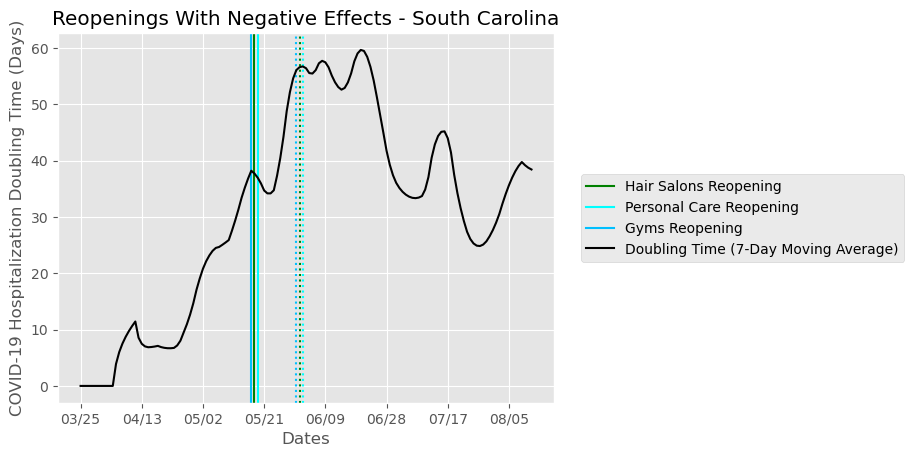 Reopenings With Negative Effects - South Carolina
COVID-19 Hospitalization Doubling Time (Days)
60
50
40
30
20
10
0
03/25 04/13 05/02 05/21 06/09 06/28 07/17 08/05
Dates
Hair Salons Reopening
Personal Care Reopening
Gyms Reopening
Doubling Time (7-Day Moving Average)